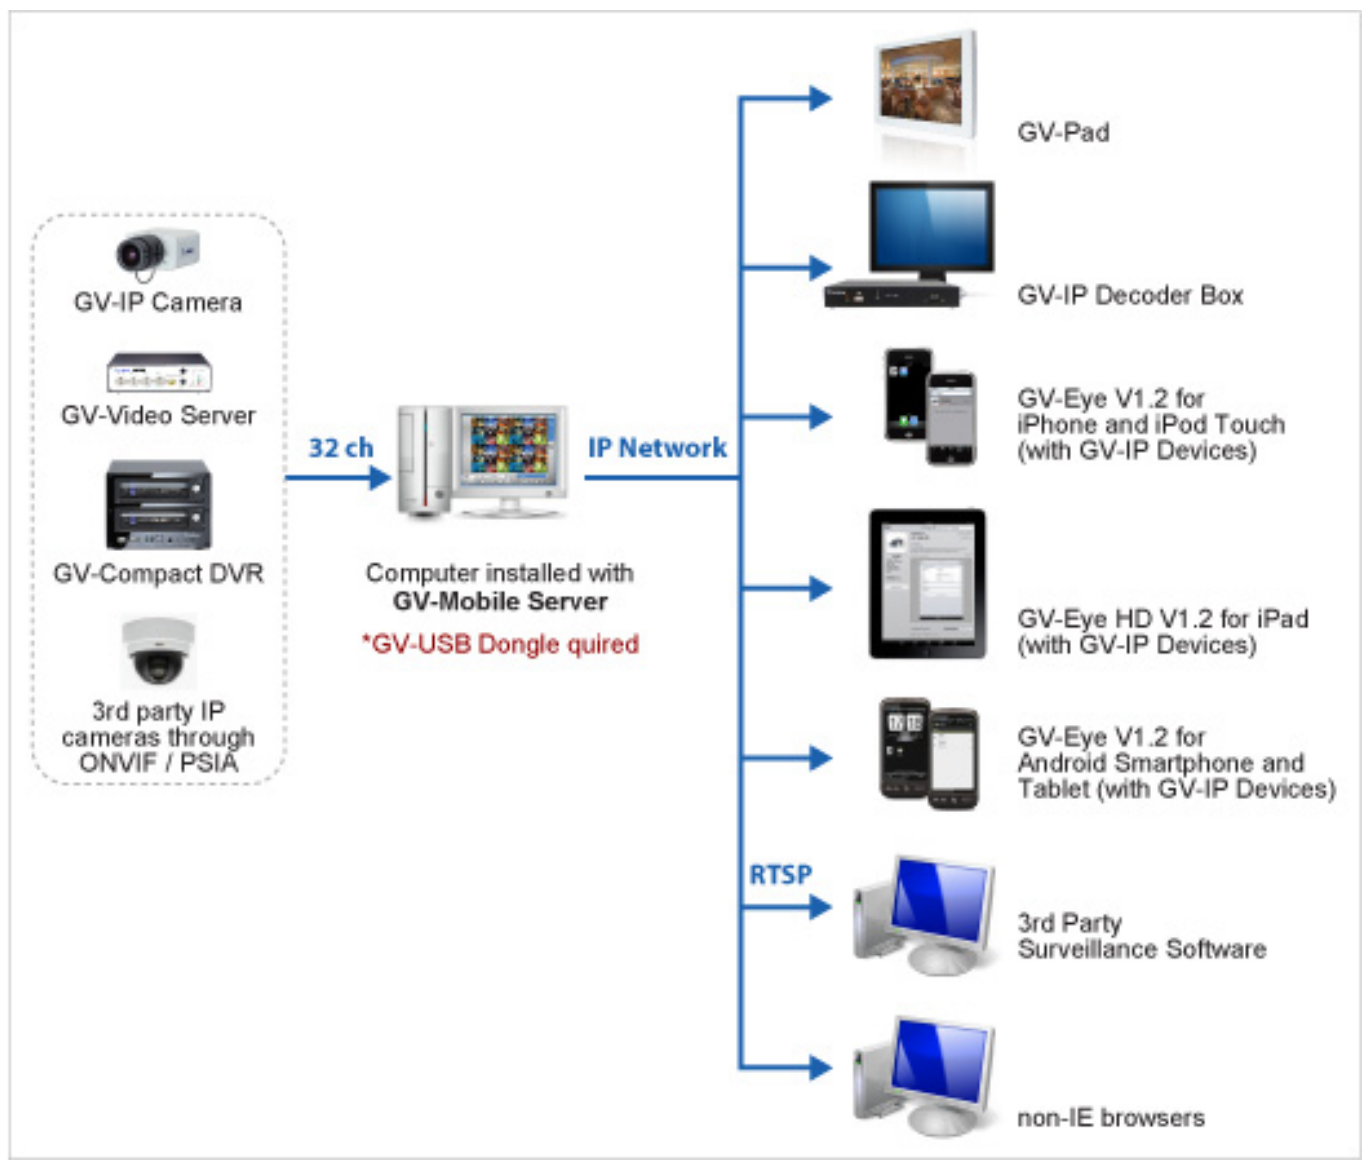 GV-IP Camera
GV-Video Server
GV-Compact DVR
3rd party IP
cameras through
ONVIF / PSIA
32 ch
Computer installed with
GV-Mobile Server
*GV-USB Dongle quired
IP Network
GV-Pad
GV-IP Decoder Box
GV-Eye V1.2 for
iPhone and iPod Touch
(with GV-IP Devices)
GV-Eye HD V1.2 for iPad
(with GV-IP Devices)
GV-Eye V1.2 for
Android Smartphone and
Tablet (with GV-IP Devices)
RTSP
3rd Party
Surveillance Software
non-IE browsers